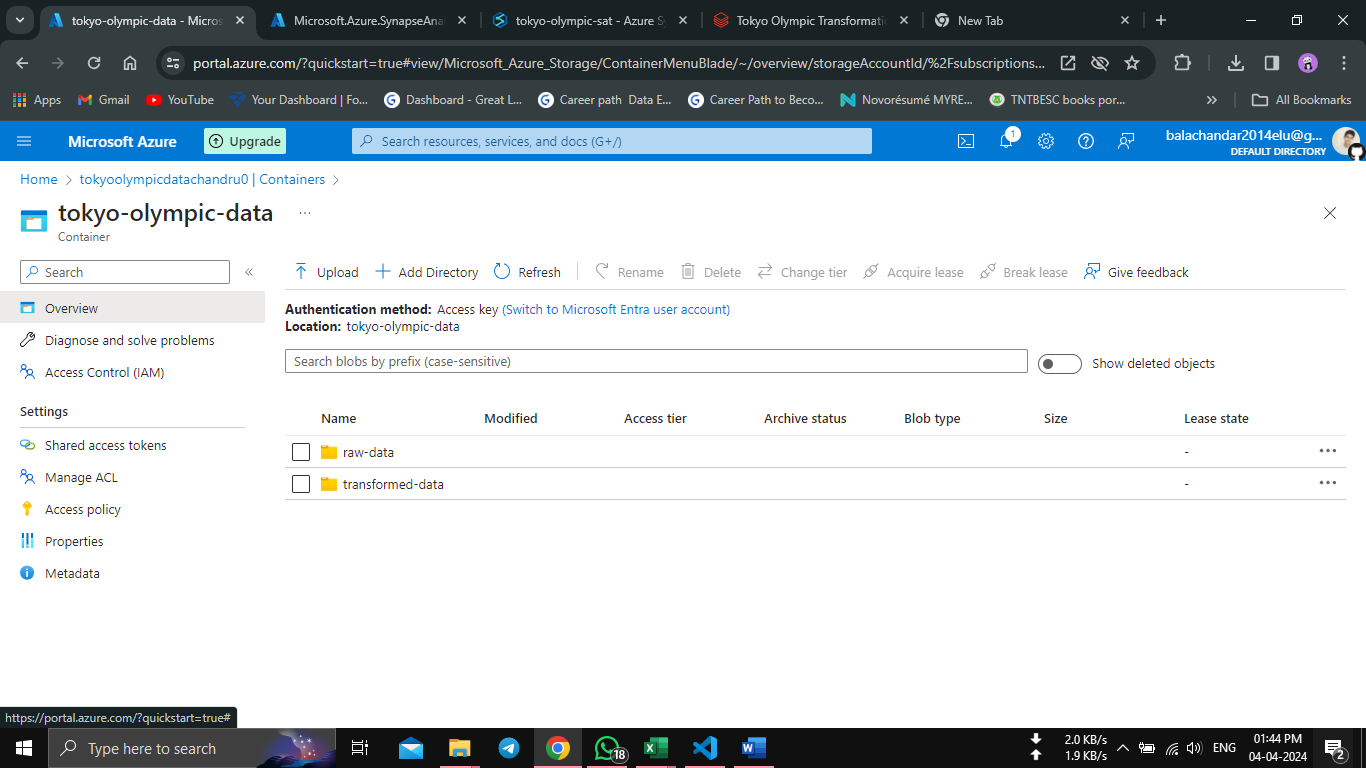 tokyo-olympic-data - Micros
Microsoft.Azure.SynapseAnal
tokyo-olympic-sat - Azure Sy
Tokyo Olympic Transformati
New Tab
portal.azure.com/?quickstart=true#view/Microsoft_Azure_Storage/ContainerMenuBlade/~/overview/storageAccountId/%2Fsubscriptions...
Apps
Gmail
YouTube
Your Dashboard | Fo...
Dashboard - Great L...
Career path Data E...
Career Path to Beco...
Novorésumé MYRE...
TNTBESC books por...
All Bookmarks
Microsoft Azure
Upgrade
Search resources, services, and docs (G+/)
1
balachandar2014elu@g...
DEFAULT DIRECTORY
Home
tokyoolympicdatachandru0 | Containers
tokyo-olympic-data
Container
Search
Upload
Add Directory
Refresh
Rename
Delete
Change tier
Acquire lease
Break lease
Give feedback
Overview
Diagnose and solve problems
Access Control (IAM)
Settings
Shared access tokens
Manage ACL
Access policy
Properties
Metadata
Authentication method: Access key (Switch to Microsoft Entra user account)
Location: tokyo-olympic-data
Search blobs by prefix (case-sensitive)
Show deleted objects
Name Modified Access tier Archive status Blob type Size Lease state
raw-data -
transformed-data -
https://portal.azure.com/?quickstart=true#
Type here to search
18
2.0 KB/s
1.9 KB/s
ENG
01:44 PM
04-04-2024
2